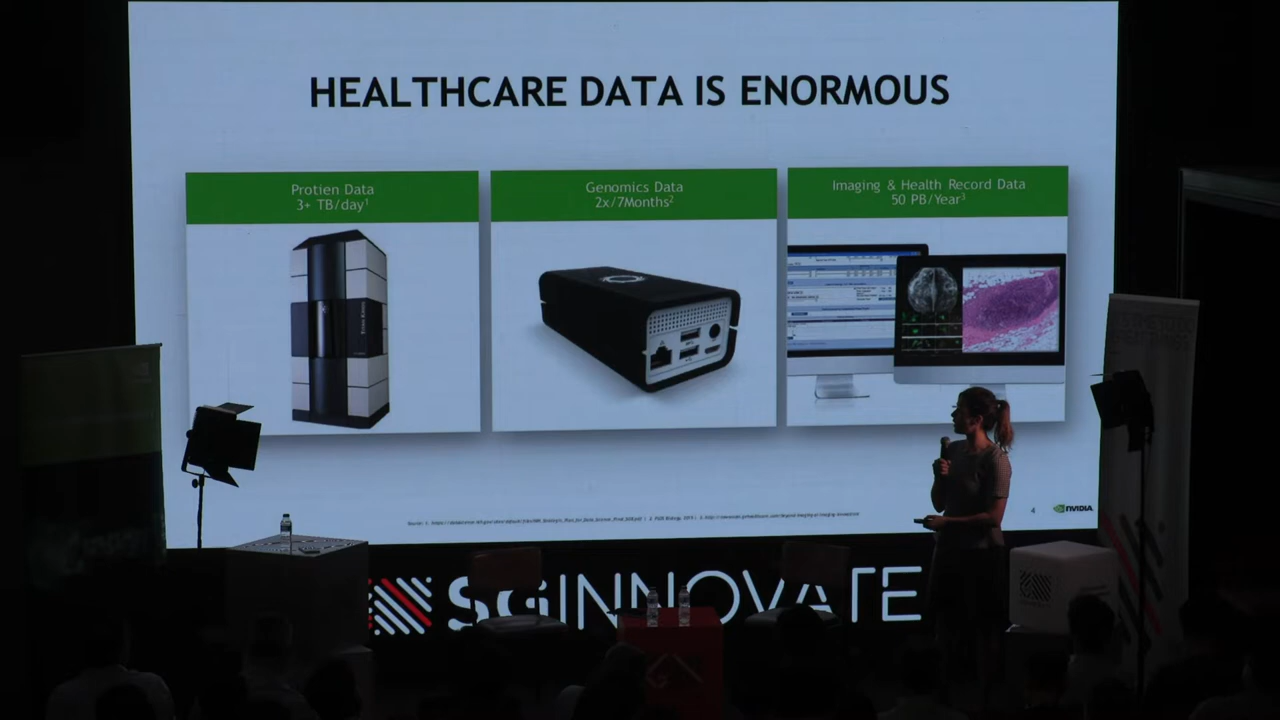 HEALTHCARE DATA IS ENORMOUS
Protien Data
3+ TB/day¹
Genomics Data
2x/7Months²
Imaging & Health Record Data
50 PB/Year³
4
NVIDIA
SGINNOVATE